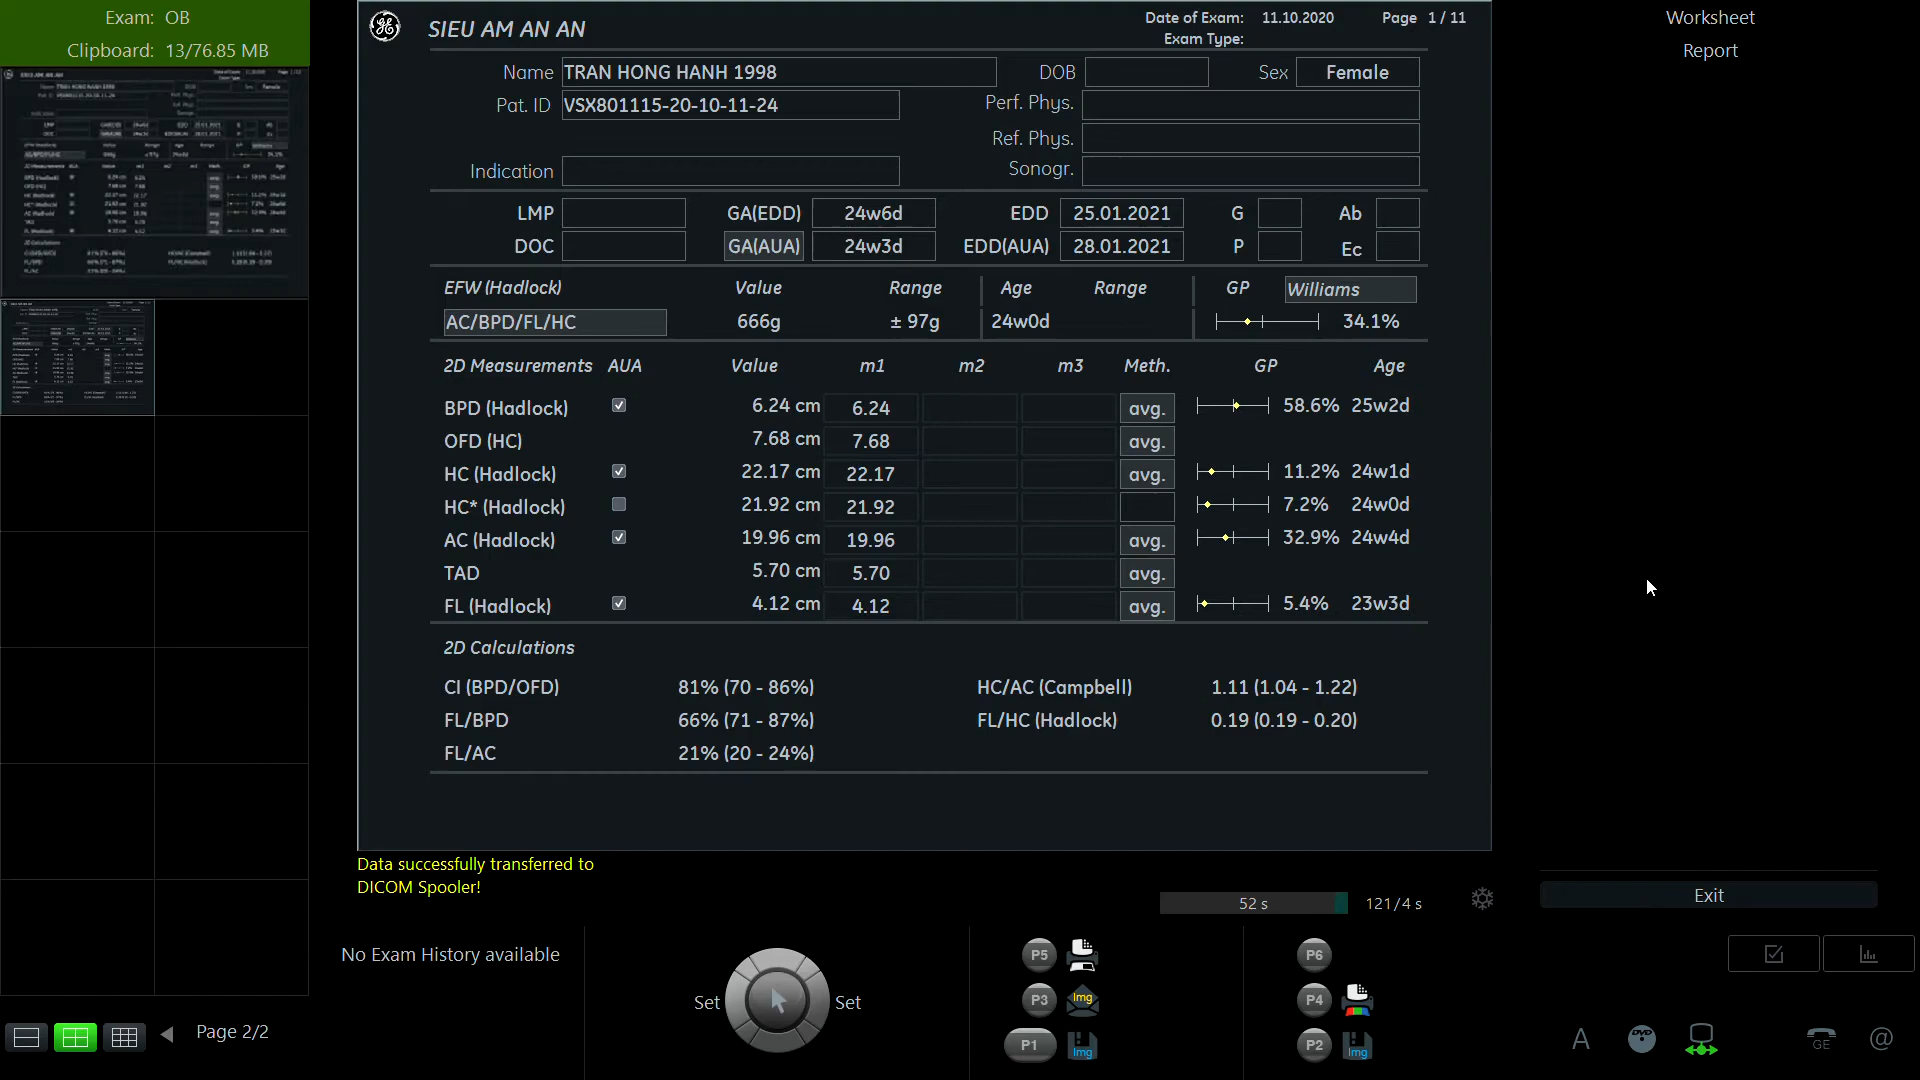 Exam: OB
Clipboard: 13/76.85 MB
SIEU AM AN AN
Date of Exam: 11.10.2020 Page 1 / 11
Exam Type:
Name TRAN HONG HANH 1998 DOB Sex Female
Pat. ID VSX801115-20-10-11-24 Perf. Phys.
Ref. Phys.
Indication Sonogr.
LMP GA(EDD) 24w6d EDD 25.01.2021 G Ab
DOC GA(AUA) 24w3d EDD(AUA) 28.01.2021 P Ec
EFW (Hadlock) Value Range Age Range GP Williams
AC/BPD/FL/HC 666g ± 97g 24w0d 34.1%
2D Measurements AUA Value m1 m2 m3 Meth. GP Age
BPD (Hadlock) 6.24 cm 6.24 avg. 58.6% 25w2d
OFD (HC) 7.68 cm 7.68 avg.
HC (Hadlock) 22.17 cm 22.17 avg. 11.2% 24w1d
HC* (Hadlock) 21.92 cm 21.92 7.2% 24w0d
AC (Hadlock) 19.96 cm 19.96 avg. 32.9% 24w4d
TAD 5.70 cm 5.70 avg.
FL (Hadlock) 4.12 cm 4.12 avg. 5.4% 23w3d
2D Calculations
CI (BPD/OFD) 81% (70 - 86%) HC/AC (Campbell) 1.11 (1.04 - 1.22)
FL/BPD 66% (71 - 87%) FL/HC (Hadlock) 0.19 (0.19 - 0.20)
FL/AC 21% (20 - 24%)
Data successfully transferred to
DICOM Spooler!
52 s 121/4 s
No Exam History available
Set Set
P5 P6
P3 Img P4
P1 Img P2 Img
Page 2/2
Worksheet
Report
Exit
A DVD GE @